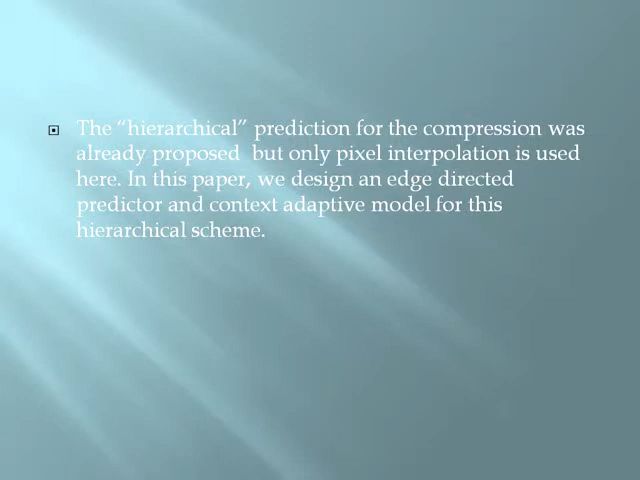 The “hierarchical” prediction for the compression was
already proposed  but only pixel interpolation is used
here. In this paper, we design an edge directed
predictor and context adaptive model for this
hierarchical scheme.